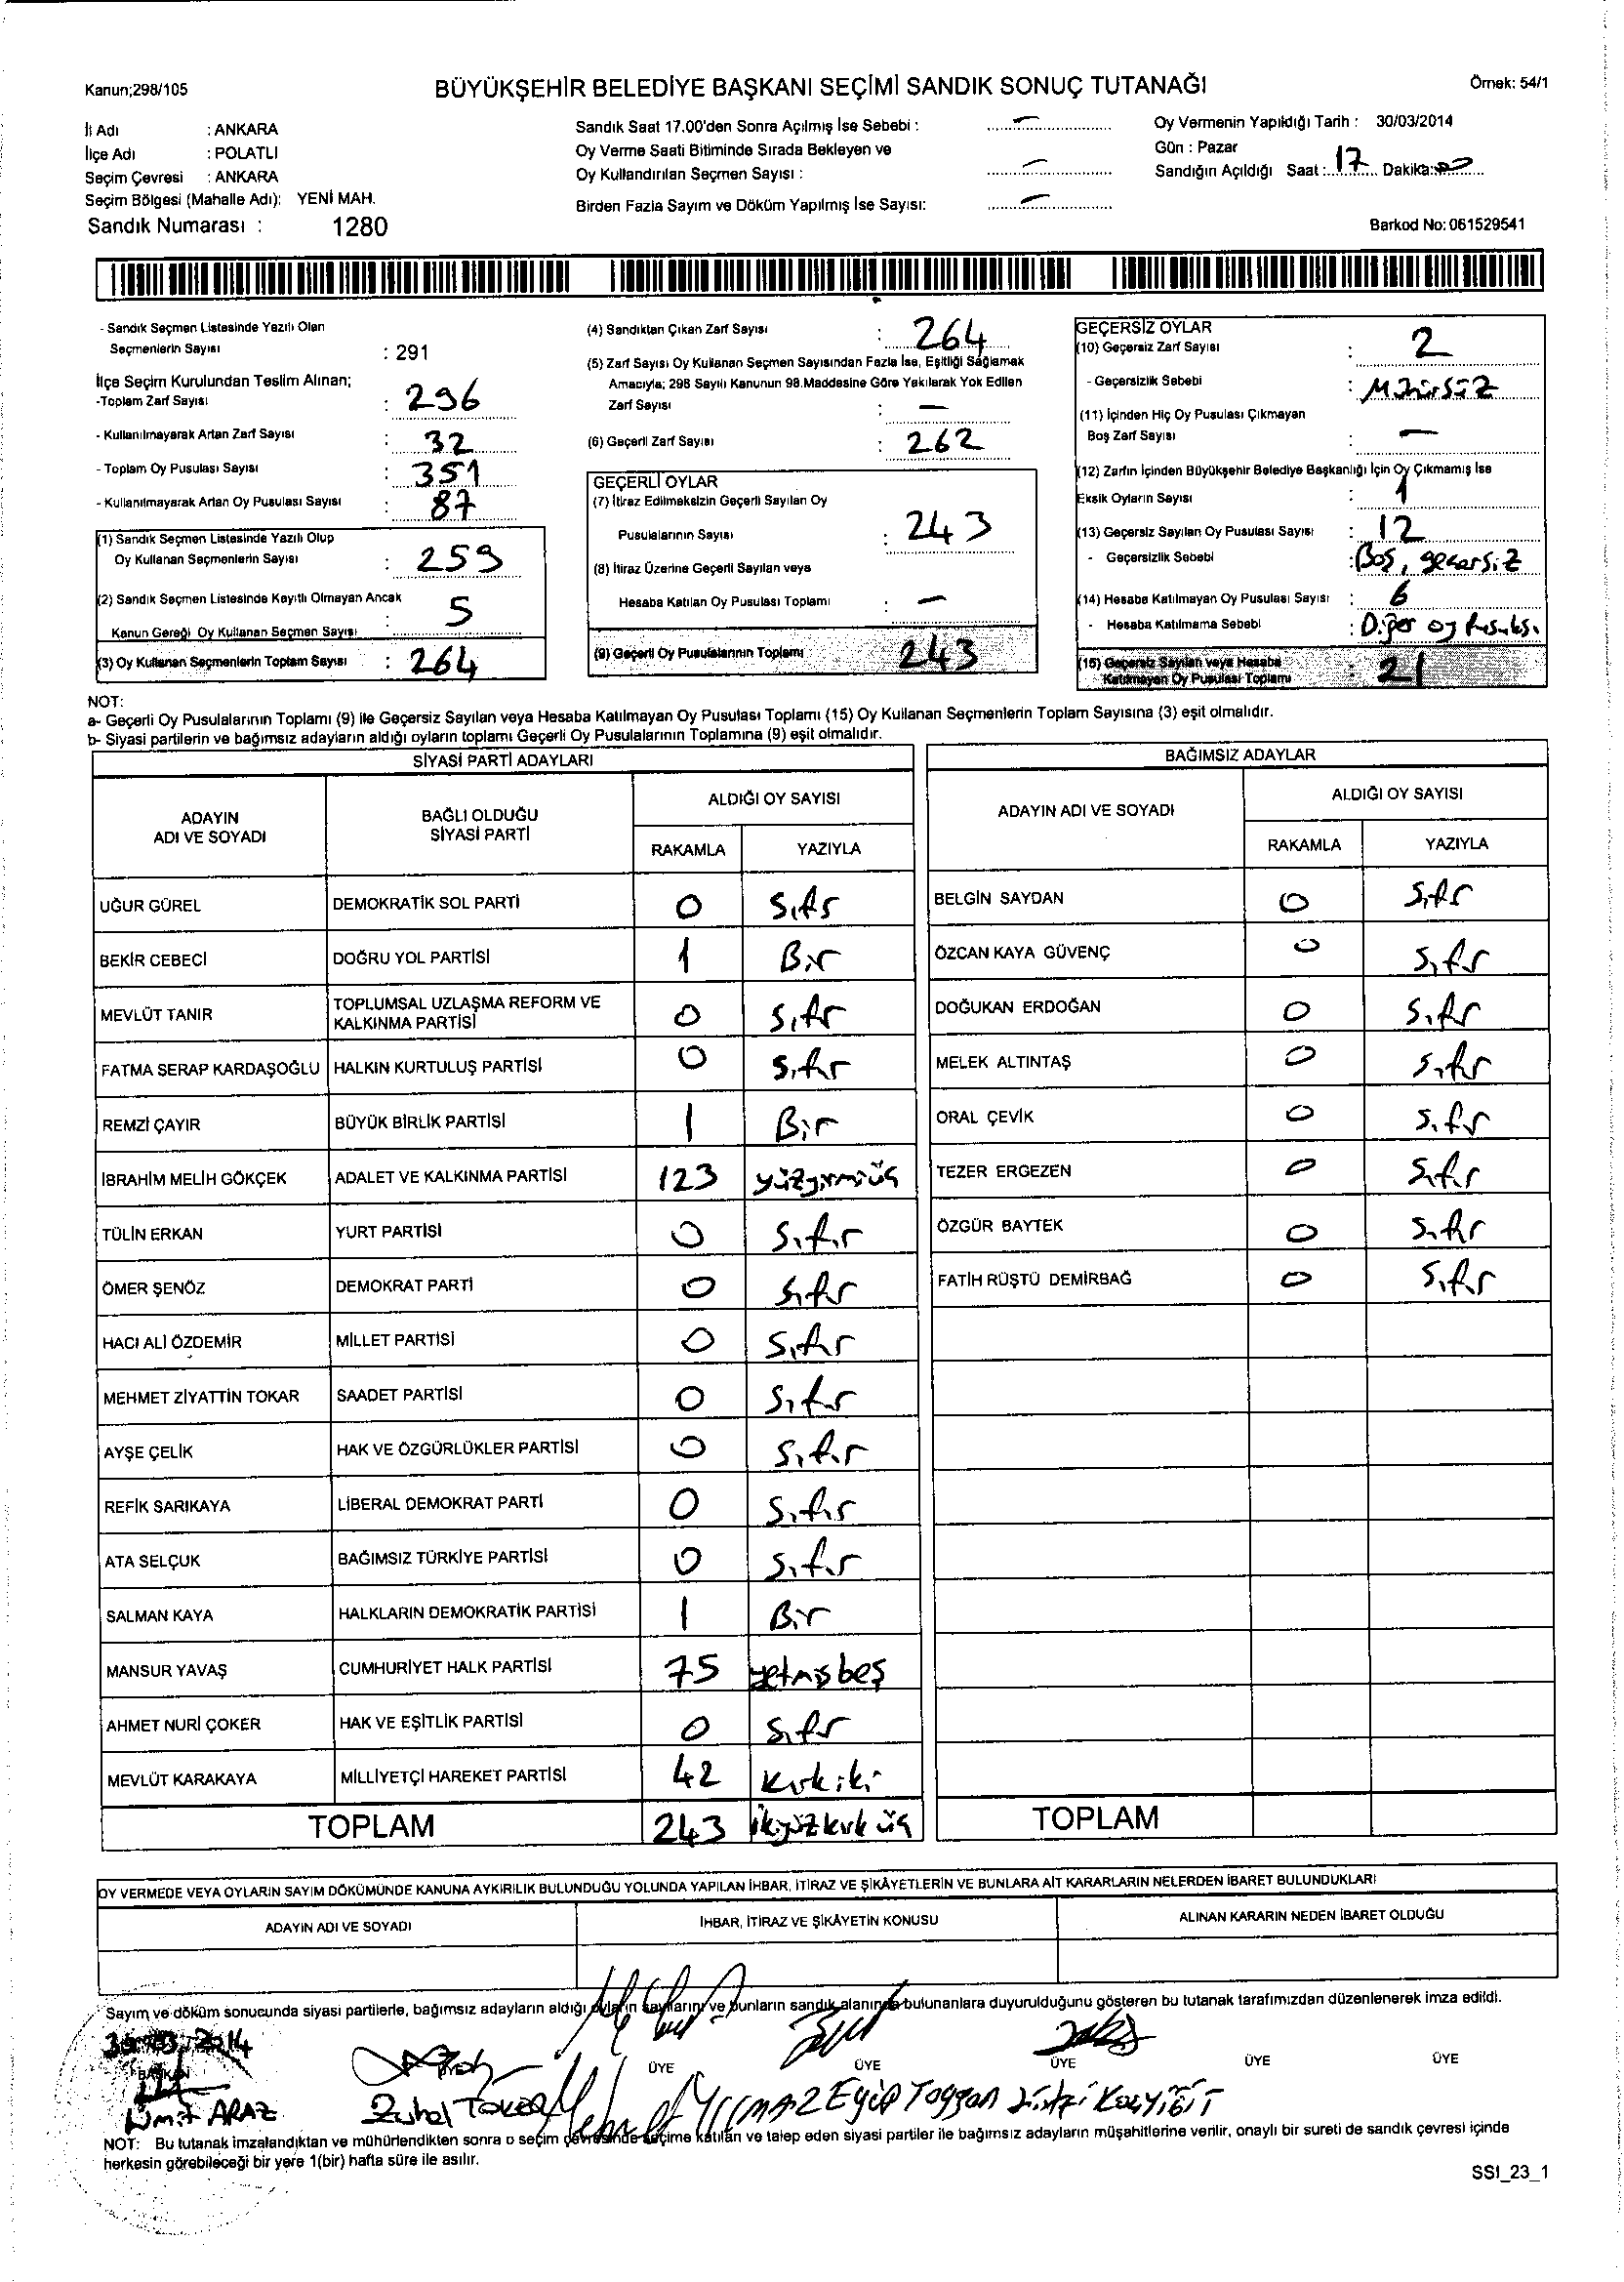 Kanun;298/105
BÜYÜKŞEHİR BELEDİYE BAŞKANI SEÇİMİ SANDIK SONUÇ TUTANAĞI
Örnek: 54/1
İli Adı : ANKARA
İlçe Adı : POLATLI
Seçim Çevresi : ANKARA
Seçim Bölgesi (Mahalle Adı): YENİ MAH.
Sandık Numarası : 1280
Sandık Saat 17.00'den Sonra Açılmış İse Sebebi : —
Oy Verme Saati Bitiminde Sırada Bekleyen ve
Oy Kullandırılan Seçmen Sayısı : —
Birden Fazla Sayım ve Döküm Yapılmış İse Sayısı: —
Oy Vermenin Yapıldığı Tarih : 30/03/2014
Gün : Pazar
Sandığın Açıldığı Saat : 17 Dakika: 00
Barkod No: 061529541
- Sandık Seçmen Listesinde Yazılı Olan
Seçmenlerin Sayısı : 291
İlçe Seçim Kurulundan Teslim Alınan;
-Toplam Zarf Sayısı : 296
- Kullanılmayarak Artan Zarf Sayısı : 32
- Toplam Oy Pusulası Sayısı : 351
- Kullanılmayarak Artan Oy Pusulası Sayısı : 87
(1) Sandık Seçmen Listesinde Yazılı Olup
Oy Kullanan Seçmenlerin Sayısı : 259
(2) Sandık Seçmen Listesinde Kayıtlı Olmayan Ancak
Kanun Gereği Oy Kullanan Seçmen Sayısı : 5
(3) Oy Kullanan Seçmenlerin Toplam Sayısı : 264
(4) Sandıktan Çıkan Zarf Sayısı : 264
(5) Zarf Sayısı Oy Kullanan Seçmen Sayısından Fazla İse, Eşitliği Sağlamak
Amacıyla; 298 Sayılı Kanunun 98.Maddesine Göre Yakılarak Yok Edilen
Zarf Sayısı : —
(6) Geçerli Zarf Sayısı : 262
GEÇERLİ OYLAR
(7) İtiraz Edilmeksizin Geçerli Sayılan Oy
Pusulalarının Sayısı : 243
(8) İtiraz Üzerine Geçerli Sayılan veya
Hesaba Katılan Oy Pusulası Toplamı : —
(9) Geçerli Oy Pusulalarının Toplamı : 243
GEÇERSİZ OYLAR
(10) Geçersiz Zarf Sayısı : 2
- Geçersizlik Sebebi : Mühürsüz
(11) İçinden Hiç Oy Pusulası Çıkmayan
Boş Zarf Sayısı : —
(12) Zarfın İçinden Büyükşehir Belediye Başkanlığı İçin Oy Çıkmamış İse
Eksik Oyların Sayısı : 1
(13) Geçersiz Sayılan Oy Pusulası Sayısı : 12
- Geçersizlik Sebebi : Boş, geçersiz
(14) Hesaba Katılmayan Oy Pusulası Sayısı : 6
- Hesaba Katılmama Sebebi : Diğer oy
(15) Geçersiz Sayılan veya Hesaba
Katılmayan Oy Pusulası Toplamı : 21
NOT:
a- Geçerli Oy Pusulalarının Toplamı (9) ile Geçersiz Sayılan veya Hesaba Katılmayan Oy Pusulası Toplamı (15) Oy Kullanan Seçmenlerin Toplam Sayısına (3) eşit olmalıdır.
b- Siyasi partilerin ve bağımsız adayların aldığı oyların toplamı Geçerli Oy Pusulalarının Toplamına (9) eşit olmalıdır.
SİYASİ PARTİ ADAYLARI
ADAYIN ADI VE SOYADI BAĞLI OLDUĞU SİYASİ PARTİ ALDIĞI OY SAYISI
RAKAMLA YAZIYLA
UĞUR GÜREL DEMOKRATİK SOL PARTİ 0 Sıfır
BEKİR CEBECİ DOĞRU YOL PARTİSİ 1 Bir
MEVLÜT TANIR TOPLUMSAL UZLAŞMA REFORM VE KALKINMA PARTİSİ 0 Sıfır
FATMA SERAP KARDAŞOĞLU HALKIN KURTULUŞ PARTİSİ 0 Sıfır
REMZİ ÇAYIR BÜYÜK BİRLİK PARTİSİ 1 Bir
İBRAHİM MELİH GÖKÇEK ADALET VE KALKINMA PARTİSİ 123 yüzyirmiüç
TÜLİN ERKAN YURT PARTİSİ 0 Sıfır
ÖMER ŞENÖZ DEMOKRAT PARTİ 0 Sıfır
HACI ALİ ÖZDEMİR MİLLET PARTİSİ 0 Sıfır
MEHMET ZİYATTİN TOKAR SAADET PARTİSİ 0 Sıfır
AYŞE ÇELİK HAK VE ÖZGÜRLÜKLER PARTİSİ 0 Sıfır
REFİK SARIKAYA LİBERAL DEMOKRAT PARTİ 0 Sıfır
ATA SELÇUK BAĞIMSIZ TÜRKİYE PARTİSİ 0 Sıfır
SALMAN KAYA HALKLARIN DEMOKRATİK PARTİSİ 1 Bir
MANSUR YAVAŞ CUMHURİYET HALK PARTİSİ 75 yetmişbeş
AHMET NURİ ÇOKER HAK VE EŞİTLİK PARTİSİ 0 Sıfır
MEVLÜT KARAKAYA MİLLİYETÇİ HAREKET PARTİSİ 42 Kırkiki
TOPLAM 243 ikiyüzkırküç
BAĞIMSIZ ADAYLAR
ADAYIN ADI VE SOYADI ALDIĞI OY SAYISI
RAKAMLA YAZIYLA
BELGİN SAYDAN 0 Sıfır
ÖZCAN KAYA GÜVENÇ 0 Sıfır
DOĞUKAN ERDOĞAN 0 Sıfır
MELEK ALTINTAŞ 0 Sıfır
ORAL ÇEVİK 0 Sıfır
TEZER ERGEZEN 0 Sıfır
ÖZGÜR BAYTEK 0 Sıfır
FATİH RÜŞTÜ DEMİRBAĞ 0 Sıfır
TOPLAM
OY VERMEDE VEYA OYLARIN SAYIM DÖKÜMÜNDE KANUNA AYKIRILIK BULUNDUĞU YOLUNDA YAPILAN İHBAR, İTİRAZ VE ŞİKÂYETLERİN VE BUNLARA AİT KARARLARIN NELERDEN İBARET BULUNDUKLARI
ADAYIN ADI VE SOYADI İHBAR, İTİRAZ VE ŞİKÂYETİN KONUSU ALINAN KARARIN NEDEN İBARET OLDUĞU
Sayım ve döküm sonucunda siyasi partilerle, bağımsız adayların aldığı oyların sayılarını ve bunların sandık alanında bulunanlara duyurulduğunu gösteren bu tutanak tarafımızdan düzenlenerek imza edildi.
30.03.2014
BAŞKAN ÜYE ÜYE ÜYE ÜYE ÜYE
Ümit ARAZ Zuhal YILMAZ Eyüp Toygan
NOT: Bu tutanak imzalandıktan ve mühürlendikten sonra o seçim çevresinde seçime katılan ve talep eden siyasi partiler ile bağımsız adayların müşahitlerine verilir, onaylı bir sureti de sandık çevresi içinde
herkesin görebileceği bir yere 1(bir) hafta süre ile asılır.
SSI_23_1